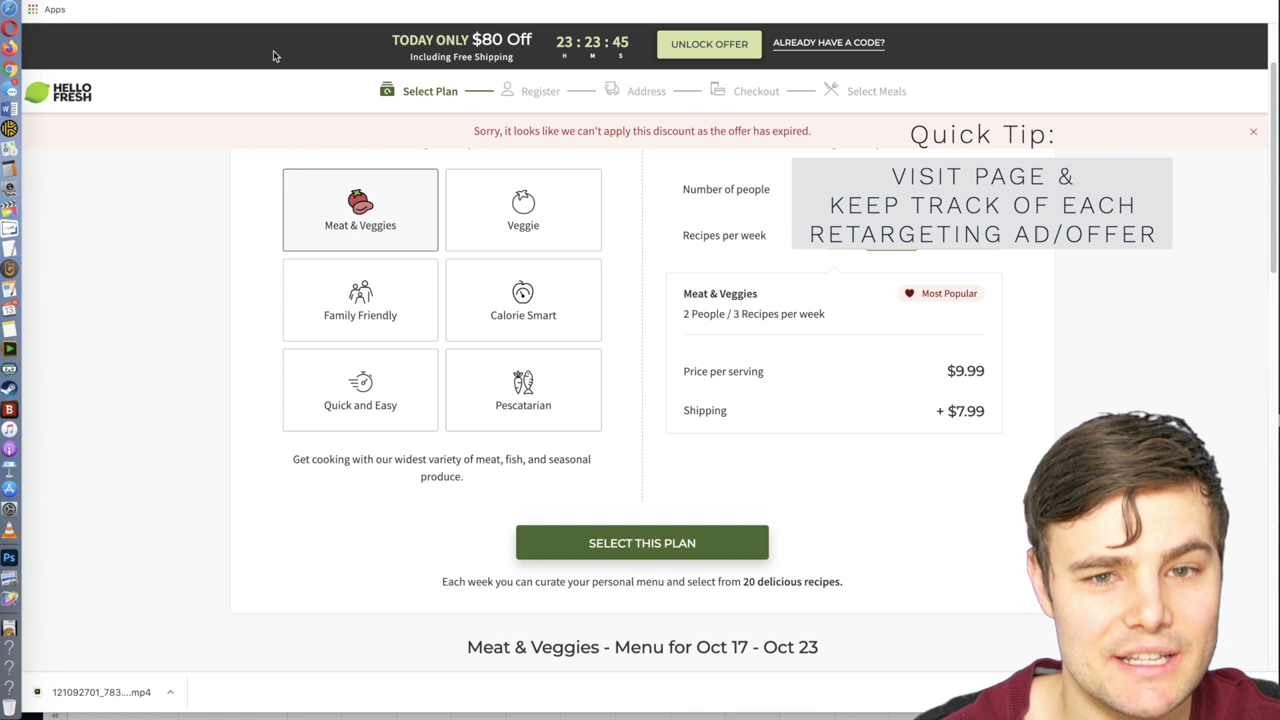 Apps
TODAY ONLY $80 Off
Including Free Shipping
23 : 23 : 45
H M S
UNLOCK OFFER
ALREADY HAVE A CODE?
HELLO
FRESH
Select Plan
Register
Address
Checkout
Select Meals
Sorry, it looks like we can't apply this discount as the offer has expired.
Quick Tip:
VISIT PAGE &
KEEP TRACK OF EACH
RETARGETING AD/OFFER
Meat & Veggies
Veggie
Family Friendly
Calorie Smart
Quick and Easy
Pescatarian
Get cooking with our widest variety of meat, fish, and seasonal
produce.
Number of people
Recipes per week
Meat & Veggies
Most Popular
2 People / 3 Recipes per week
Price per serving
$9.99
Shipping
+ $7.99
SELECT THIS PLAN
Each week you can curate your personal menu and select from 20 delicious recipes.
Meat & Veggies - Menu for Oct 17 - Oct 23
121092701_783....mp4